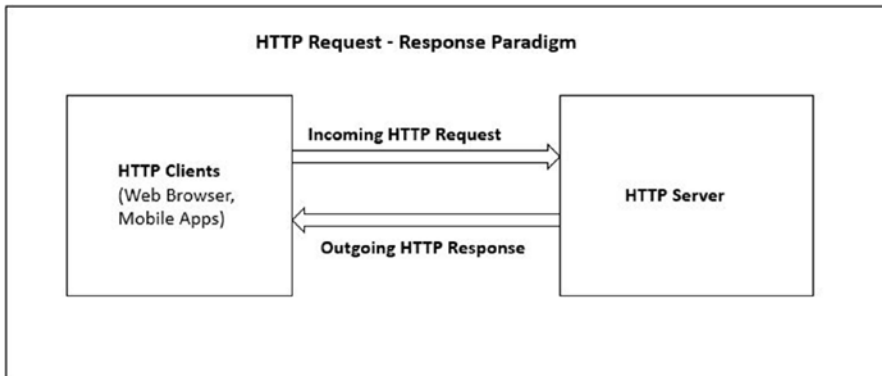 HTTP Request - Response Paradigm
Incoming HTTP Request
HTTP Clients
(Web Browser,
Mobile Apps)
HTTP Server
Outgoing HTTP Response